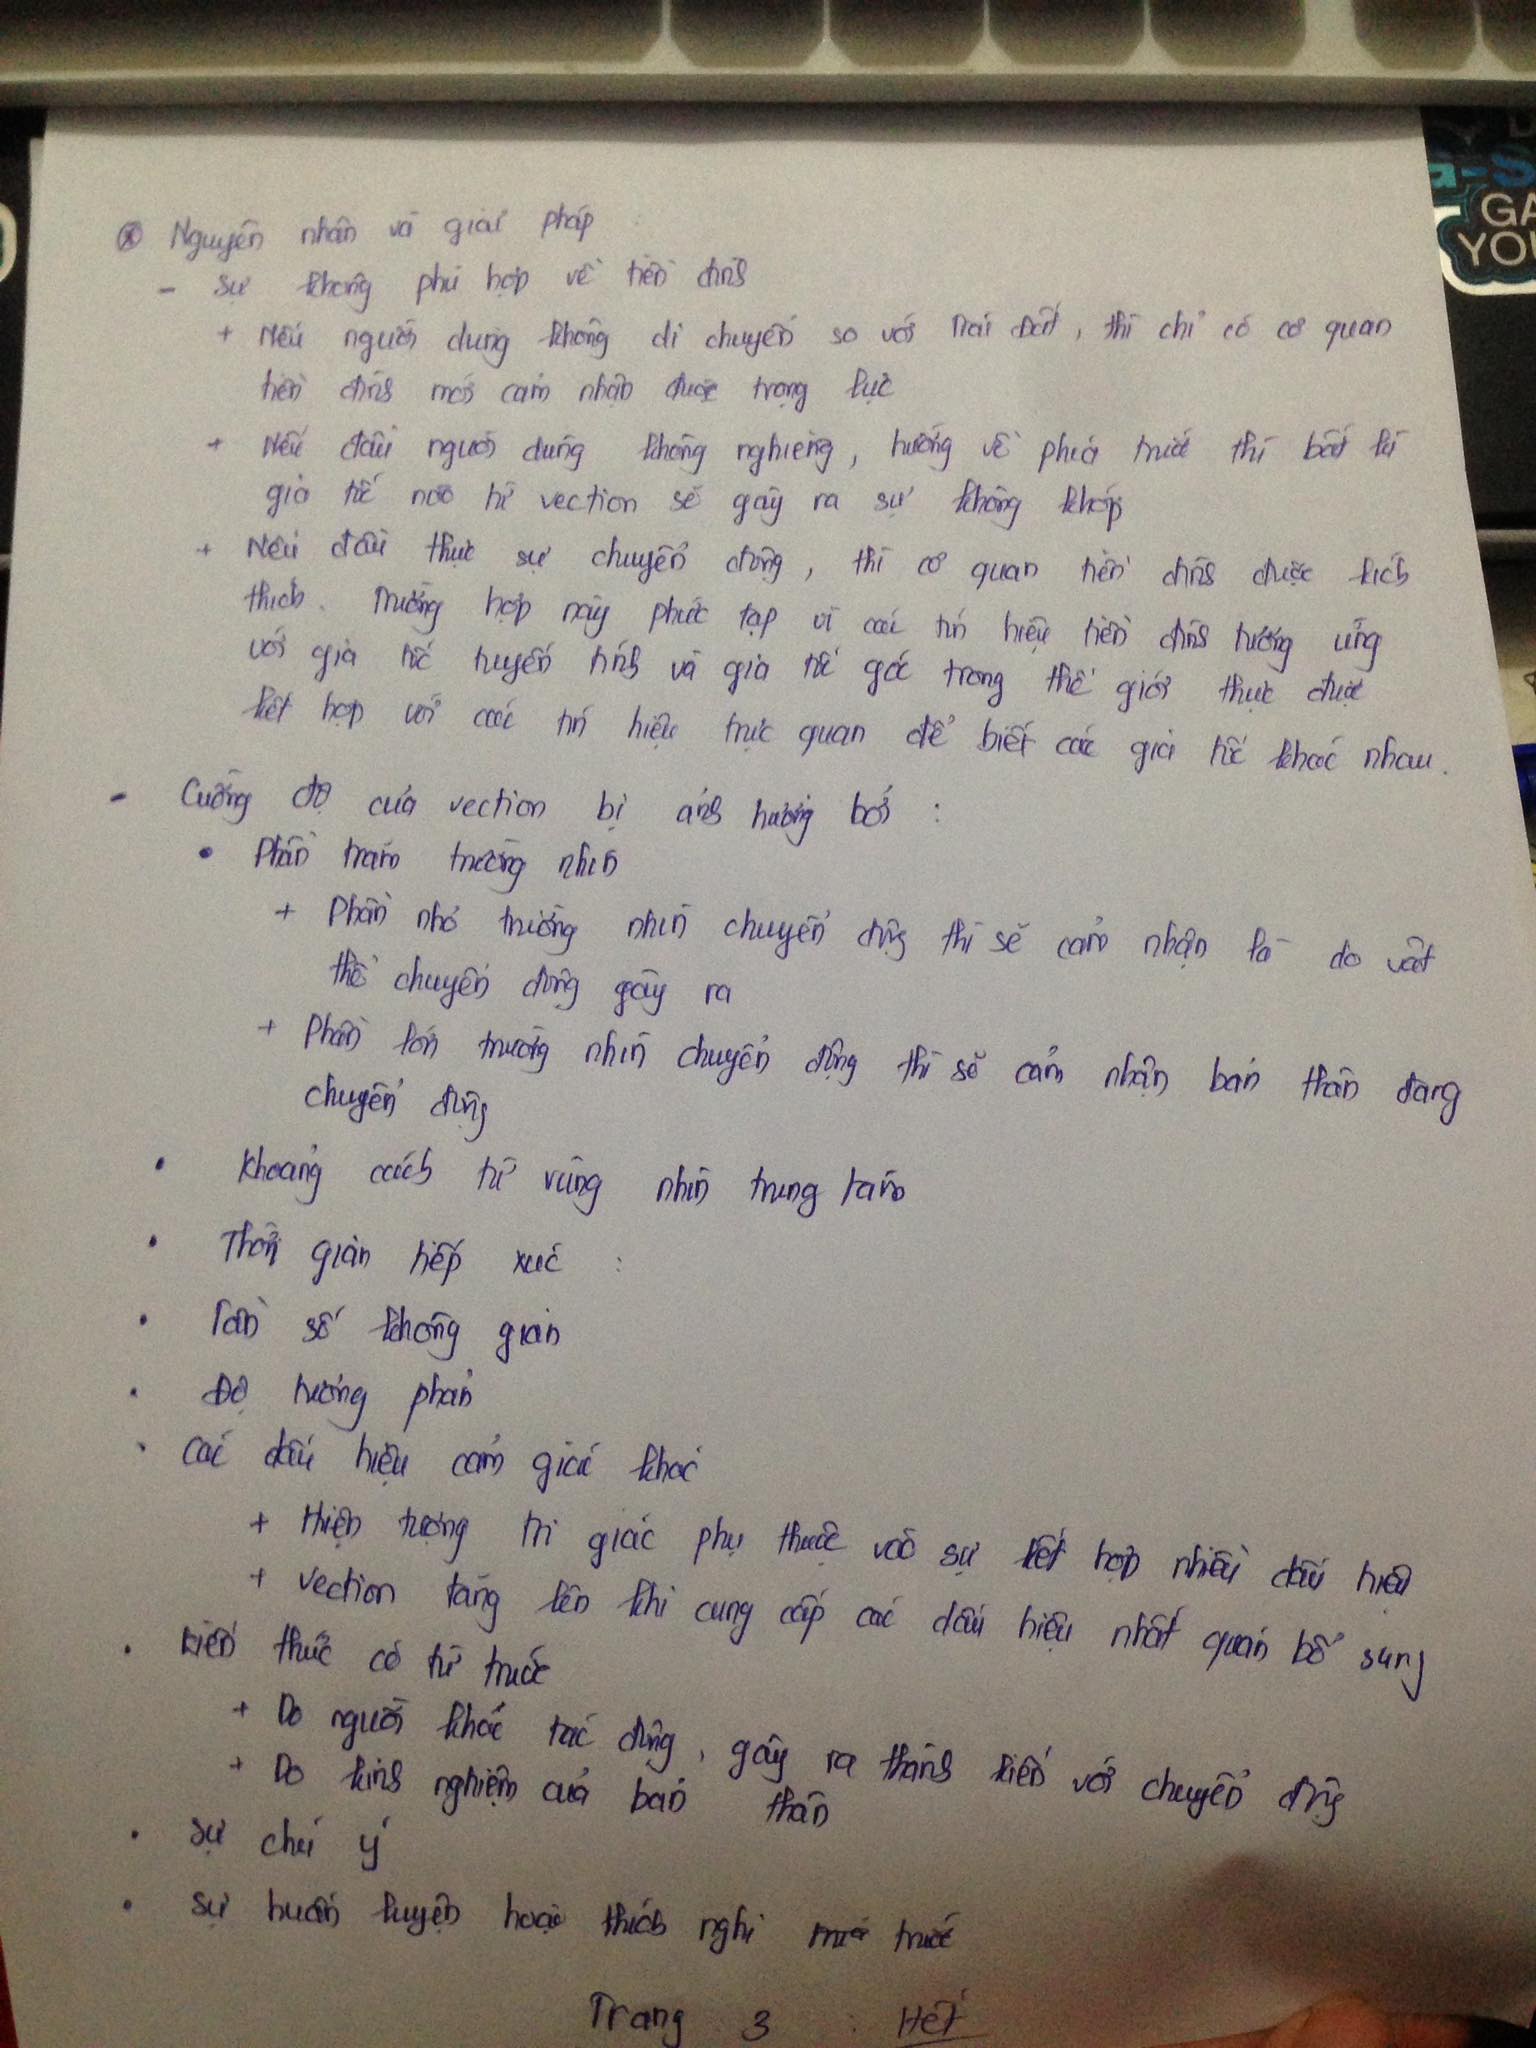 ⊗ Nguyên nhân và giải pháp :
- Sự không phù hợp về tiền đình
+ Nếu người dùng không di chuyển so với Trái Đất, thì chỉ có cơ quan
tiền đình mới cảm nhận được trọng lực
+ Nếu đầu người dùng không nghiêng, hướng về phía trước thì bất kì
gia tốc nào từ vection sẽ gây ra sự không khớp
+ Nếu đầu thực sự chuyển động, thì cơ quan tiền đình được kích
thích. Trường hợp này phức tạp vì các tín hiệu tiền đình tương ứng
với gia tốc tuyến tính và gia tốc góc trong thế giới thực được
kết hợp với các tín hiệu trực quan để biết các gia tốc khác nhau.
- Cường độ của vection bị ảnh hưởng bởi :
• Phần trăm trường nhìn
+ Phần nhỏ trường nhìn chuyển động thì sẽ cảm nhận là do vật
thể chuyển động gây ra
+ Phần lớn trường nhìn chuyển động thì sẽ cảm nhận bản thân đang
chuyển động
• Khoảng cách từ vùng nhìn trung tâm
• Thời gian tiếp xúc :
• Tần số không gian
• Độ tương phản
• Các dấu hiệu cảm giác khác
+ Hiện tượng tri giác phụ thuộc vào sự kết hợp nhiều dấu hiệu
+ Vection tăng lên khi cung cấp các dấu hiệu nhất quán bổ sung
• Kiến thức có từ trước
+ Do người khác tác động, gây ra thành kiến với chuyển động
+ Do kinh nghiệm của bản thân
• Sự chú ý
• Sự huấn luyện hoặc thích nghi trước
Trang 3 : Hết
GA
YOU